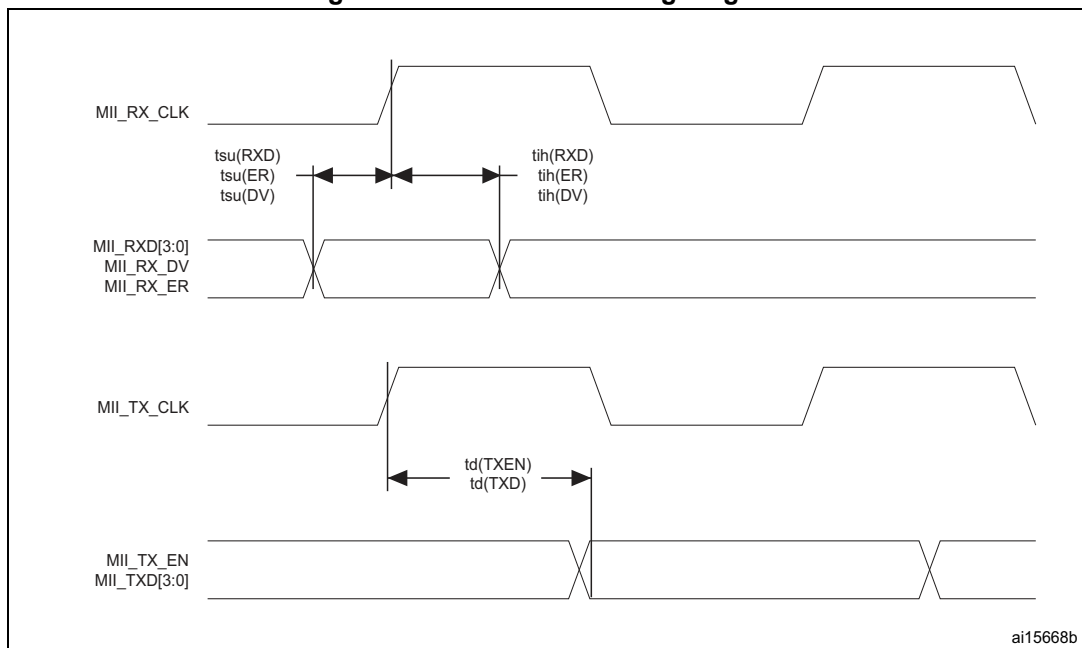 MII_RX_CLK
tsu(RXD)
tsu(ER)
tsu(DV)
tih(RXD)
tih(ER)
tih(DV)
MII_RXD[3:0]
MII_RX_DV
MII_RX_ER
MII_TX_CLK
td(TXEN)
td(TXD)
MII_TX_EN
MII_TXD[3:0]
ai15668b